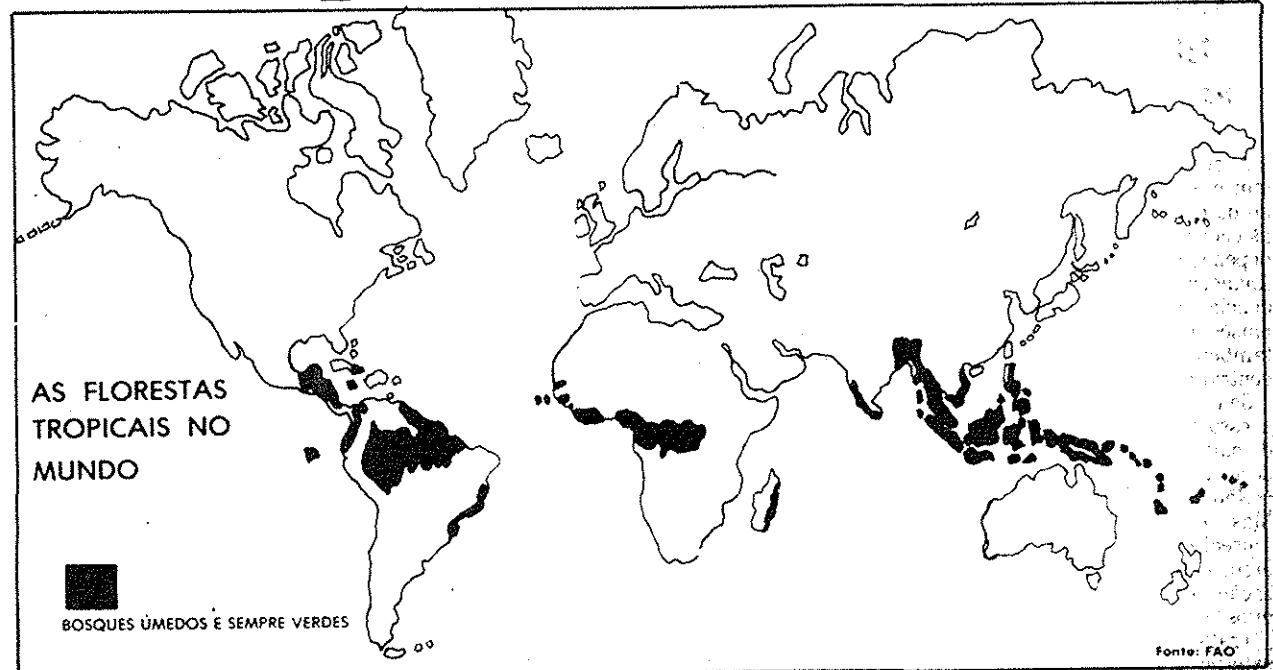 AS FLORESTAS
TROPICAIS NO
MUNDO
BOSQUES ÚMEDOS E SEMPRE VERDES
Fonte: FAO